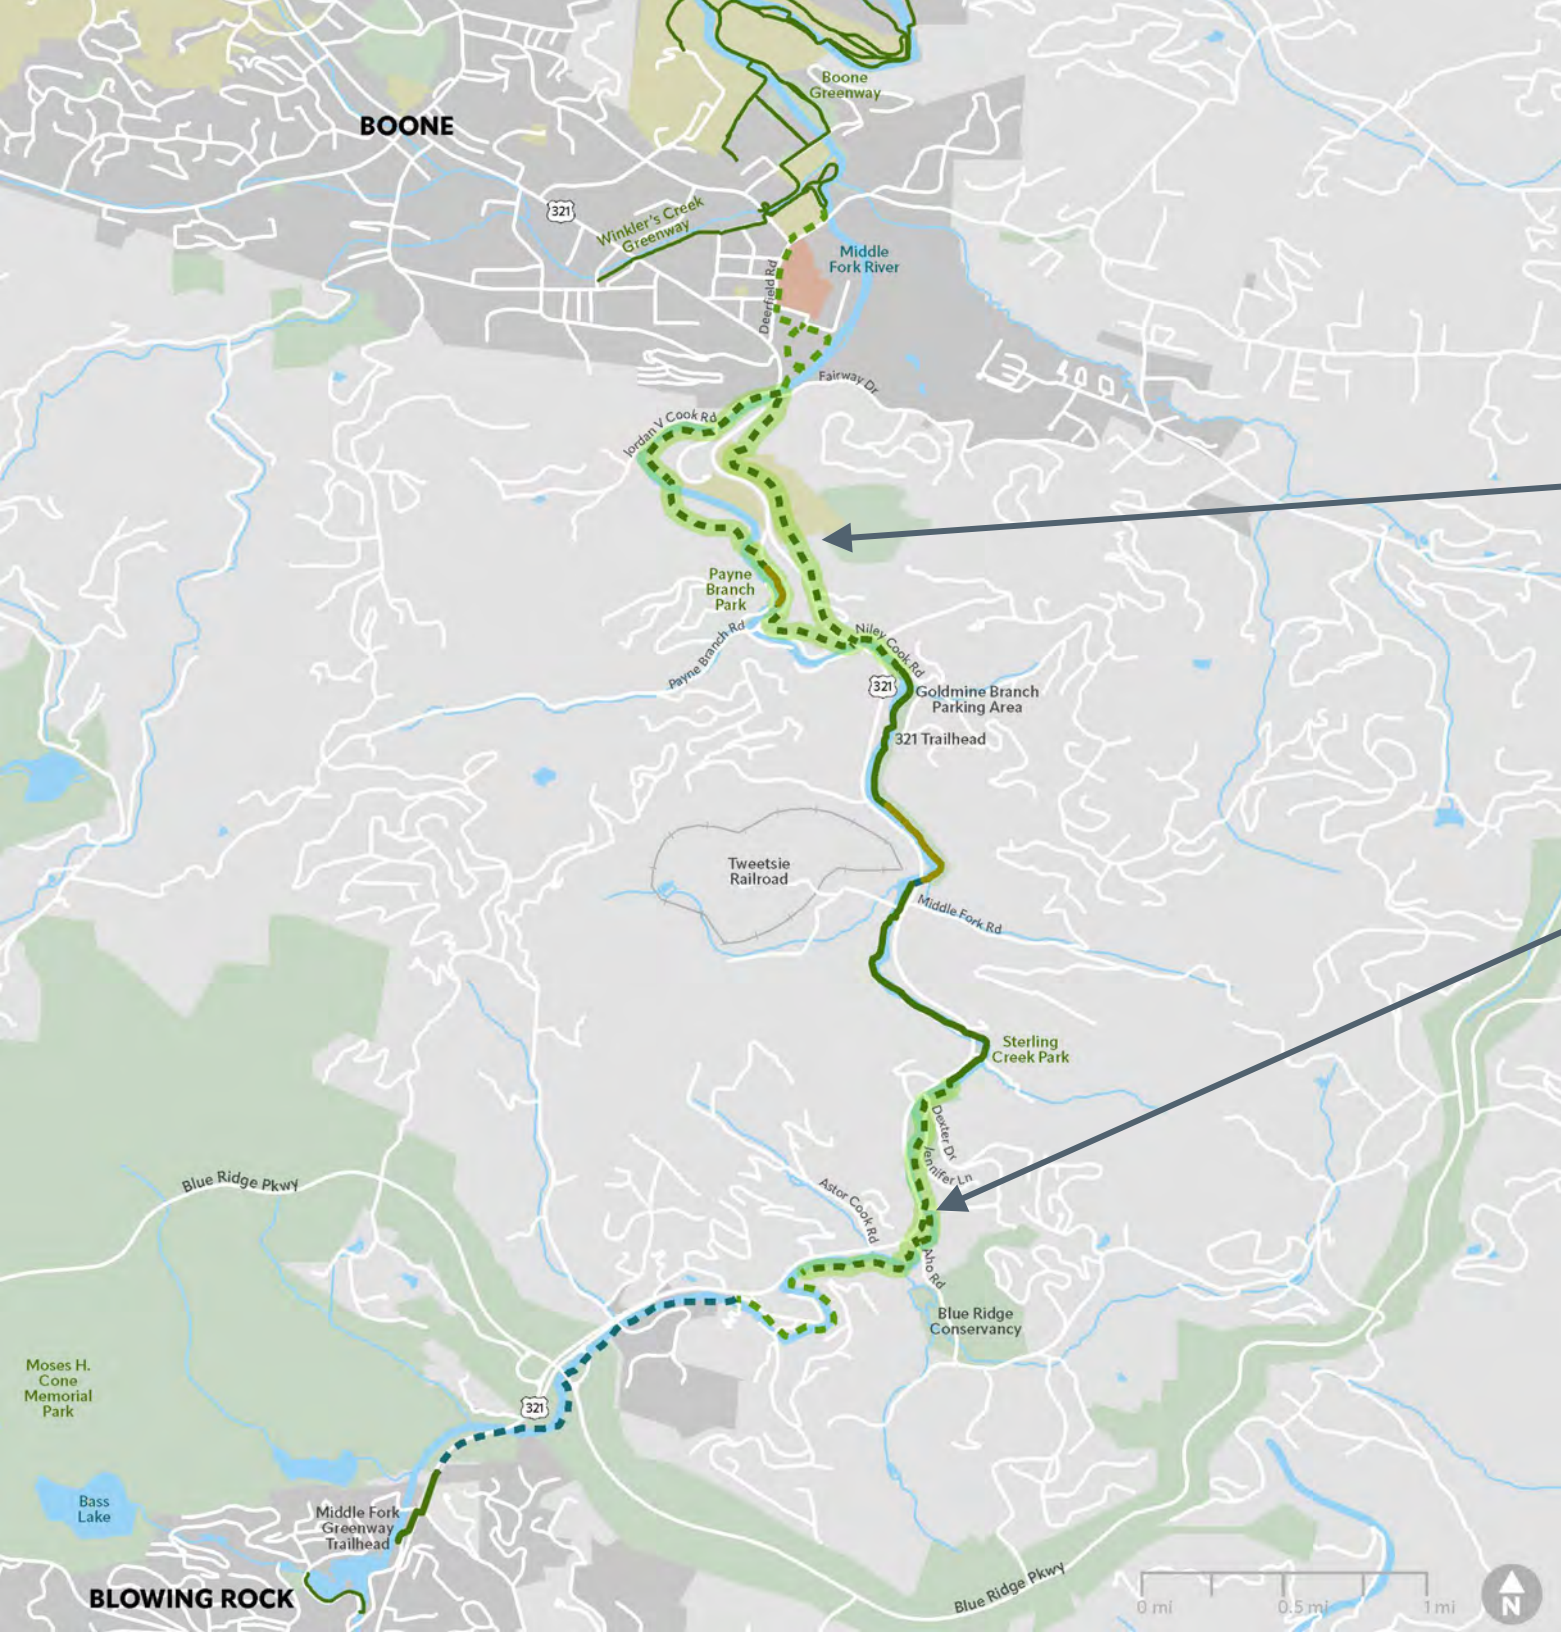 Boone
Greenway
BOONE
321
Winkler's Creek
Greenway
Middle
Fork River
Deerfield Rd
Fairway Dr
Jordan V Cook Rd
Payne
Branch
Park
Niley Cook Rd
Payne Branch Rd
321
Goldmine Branch
Parking Area
321 Trailhead
Tweetsie
Railroad
Middle Fork Rd
Sterling
Creek Park
Dexter Dr
Jennifer Ln
Blue Ridge Pkwy
Astor Cook Rd
Aho Rd
Blue Ridge
Conservancy
Moses H.
Cone
Memorial
Park
321
Bass
Lake
Middle Fork
Greenway
Trailhead
BLOWING ROCK
Blue Ridge Pkwy
0 mi
0.5 mi
1 mi
N